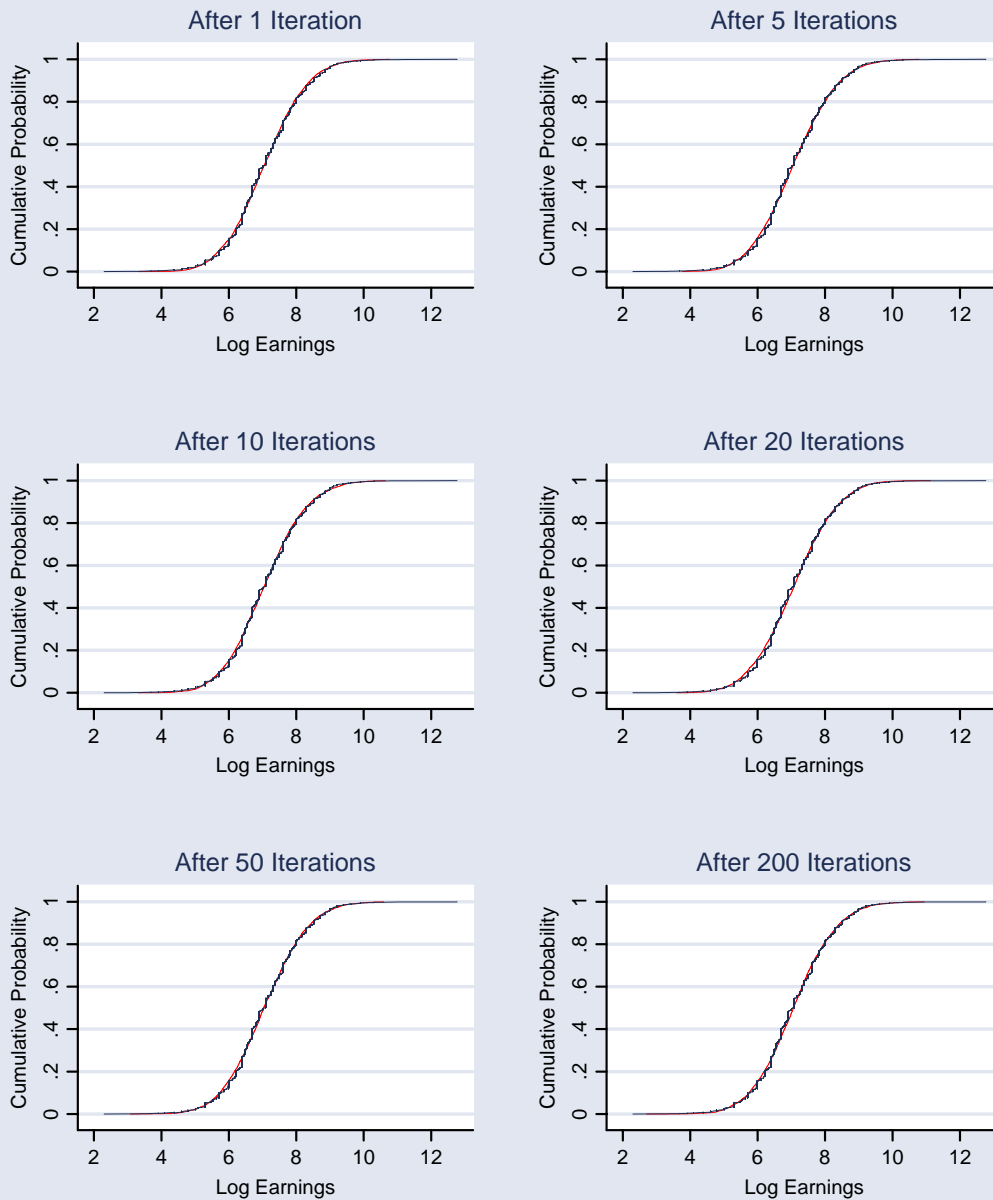 After 1 Iteration
Cumulative Probability
0 .2 .4 .6 .8 1
2 4 6 8 10 12
Log Earnings
After 5 Iterations
Cumulative Probability
0 .2 .4 .6 .8 1
2 4 6 8 10 12
Log Earnings
After 10 Iterations
Cumulative Probability
0 .2 .4 .6 .8 1
2 4 6 8 10 12
Log Earnings
After 20 Iterations
Cumulative Probability
0 .2 .4 .6 .8 1
2 4 6 8 10 12
Log Earnings
After 50 Iterations
Cumulative Probability
0 .2 .4 .6 .8 1
2 4 6 8 10 12
Log Earnings
After 200 Iterations
Cumulative Probability
0 .2 .4 .6 .8 1
2 4 6 8 10 12
Log Earnings